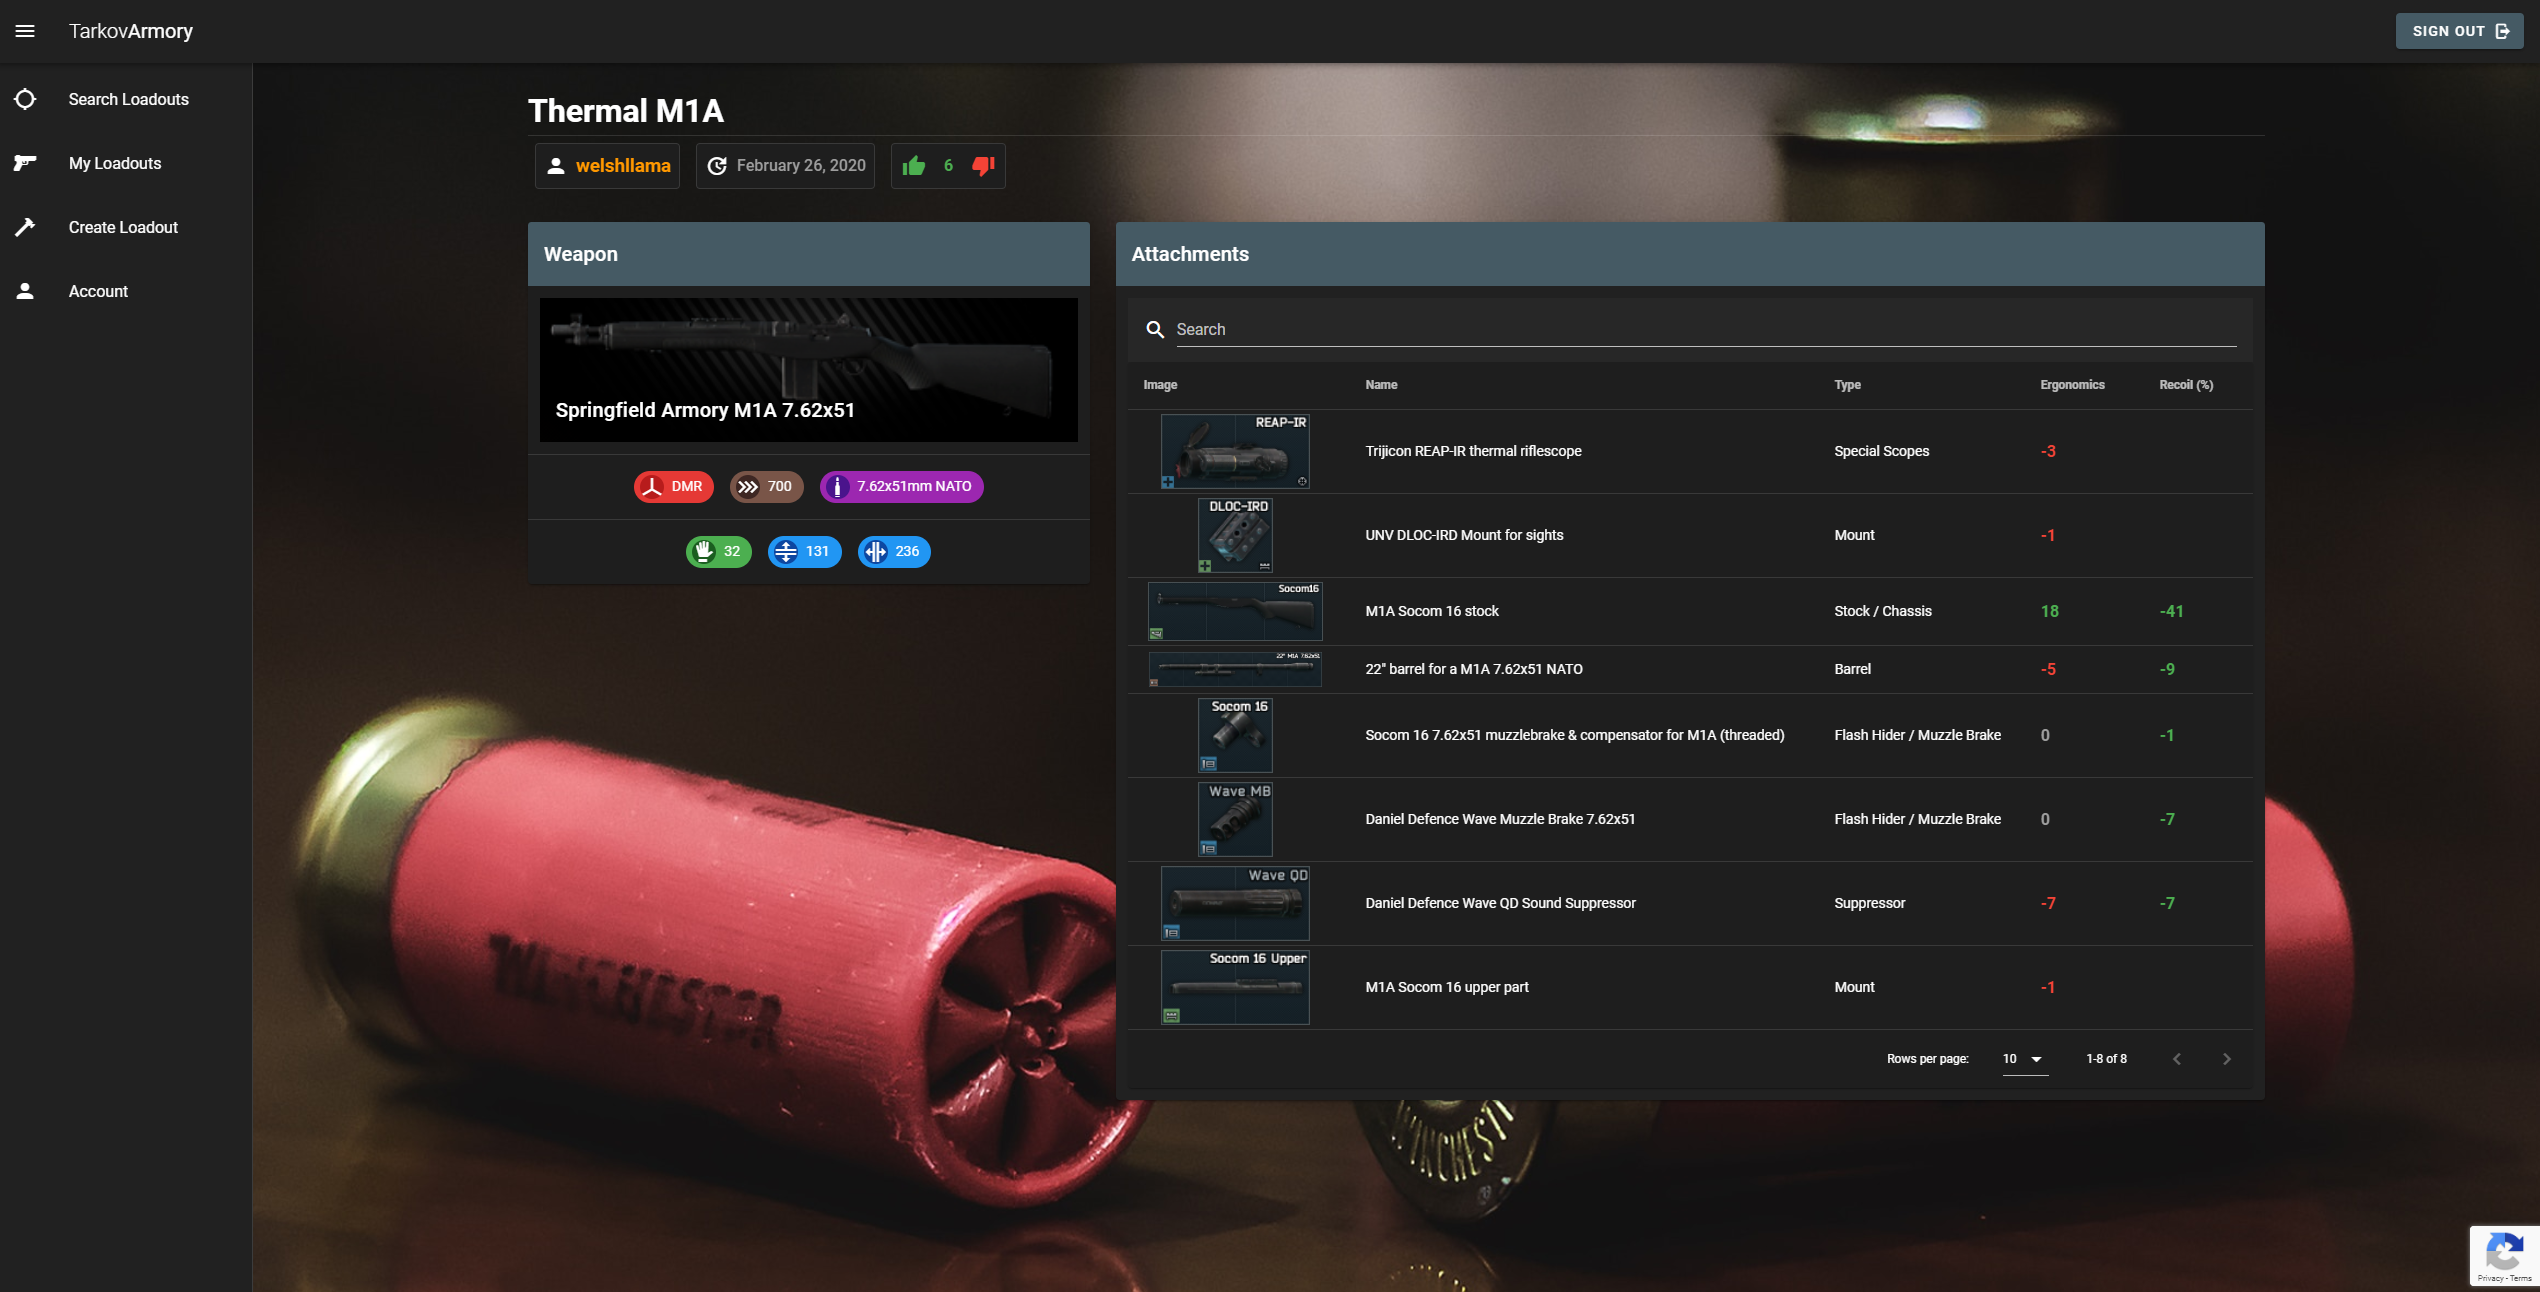 TarkovArmory
SIGN OUT
Search Loadouts
My Loadouts
Create Loadout
Account
Thermal M1A
welshllama
February 26, 2020
6
Weapon
Springfield Armory M1A 7.62x51
DMR
700
7.62x51mm NATO
32
131
236
Attachments
Search
Image Name Type Ergonomics Recoil (%)
REAP-IR
Trijicon REAP-IR thermal riflescope Special Scopes -3
DLOC-IRD
UNV DLOC-IRD Mount for sights Mount -1
Socom16
M1A Socom 16 stock Stock / Chassis 18 -41
22" M1A 7.62x51
22" barrel for a M1A 7.62x51 NATO Barrel -5 -9
Socom 16
Socom 16 7.62x51 muzzlebrake & compensator for M1A (threaded) Flash Hider / Muzzle Brake 0 -1
Wave MB
Daniel Defence Wave Muzzle Brake 7.62x51 Flash Hider / Muzzle Brake 0 -7
Wave QD
Daniel Defence Wave QD Sound Suppressor Suppressor -7 -7
Socom 16 Upper
M1A Socom 16 upper part Mount -1
Rows per page: 10 1-8 of 8
WINCHESTER
Privacy - Terms